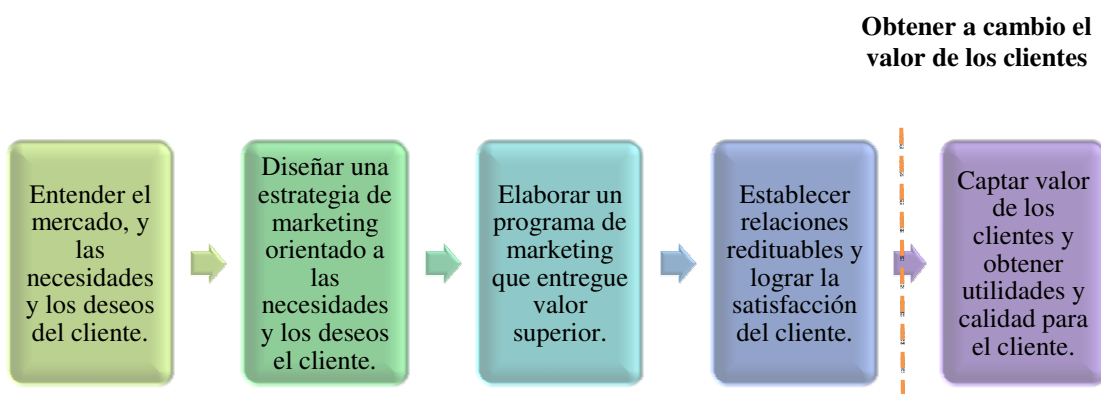 Obtener a cambio el
valor de los clientes
Entender el
mercado, y
las
necesidades
y los deseos
del cliente.
Diseñar una
estrategia de
marketing
orientado a
las
necesidades
y los deseos
el cliente.
Elaborar un
programa de
marketing
que entregue
valor
superior.
Establecer
relaciones
redituables y
lograr la
satisfacción
del cliente.
Captar valor
de los
clientes y
obtener
utilidades y
calidad para
el cliente.